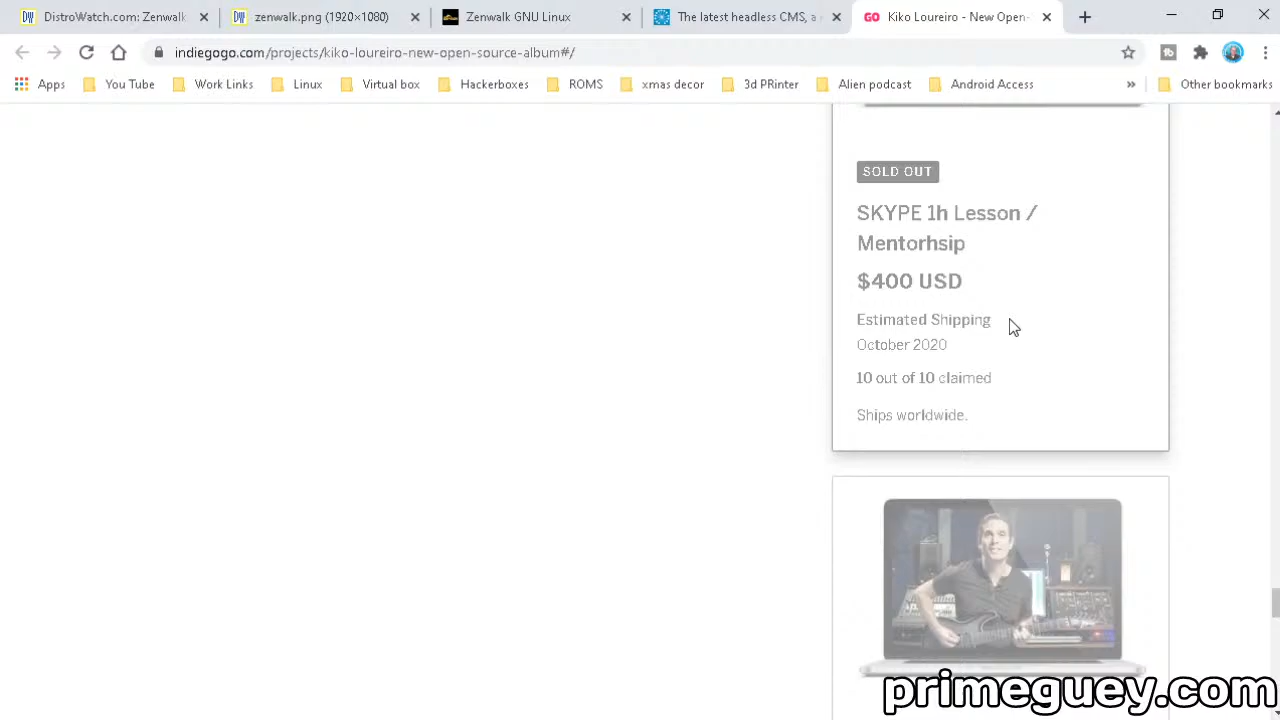 DW DistroWatch.com: Zenwalk
DW zenwalk.png (1920×1080)
Zenwalk GNU Linux
The latest headless CMS, a
GO Kiko Loureiro - New Open-
indiegogo.com/projects/kiko-loureiro-new-open-source-album#/
Apps You Tube Work Links Linux Virtual box Hackerboxes ROMS xmas decor 3d PRinter Alien podcast Android Access » Other bookmarks
SOLD OUT
SKYPE 1h Lesson /
Mentorhsip
$400 USD
Estimated Shipping
October 2020
10 out of 10 claimed
Ships worldwide.
primeguey.com